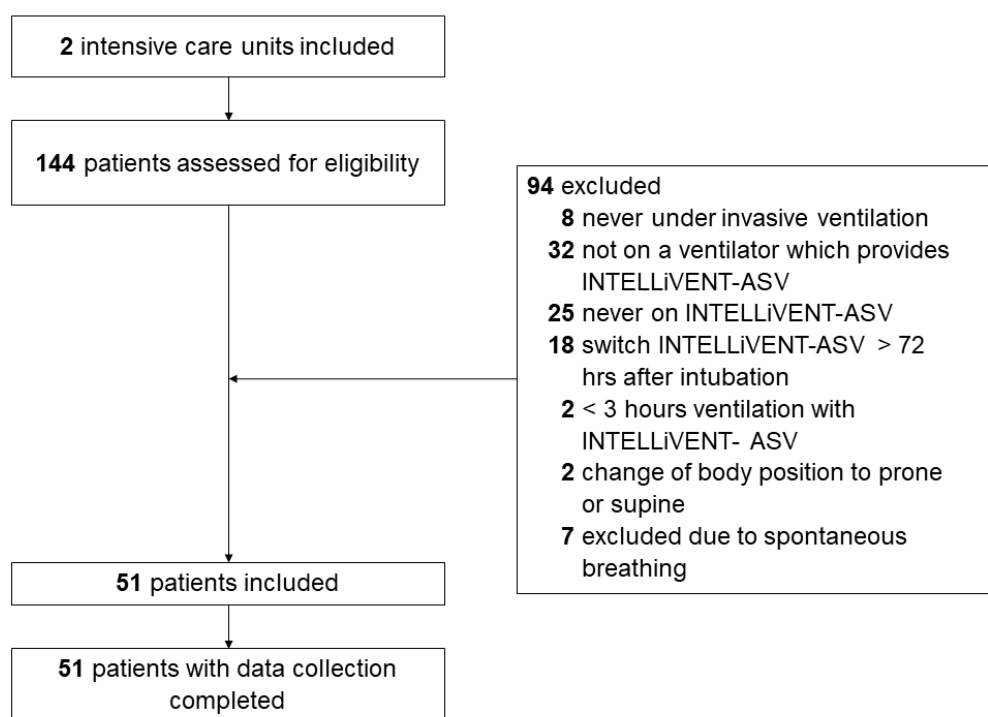 2 intensive care units included
144 patients assessed for eligibility
94 excluded
8 never under invasive ventilation
32 not on a ventilator which provides
INTELLiVENT-ASV
25 never on INTELLiVENT-ASV
18 switch INTELLiVENT-ASV > 72
hrs after intubation
2 < 3 hours ventilation with
INTELLiVENT- ASV
2 change of body position to prone
or supine
7 excluded due to spontaneous
breathing
51 patients included
51 patients with data collection
completed